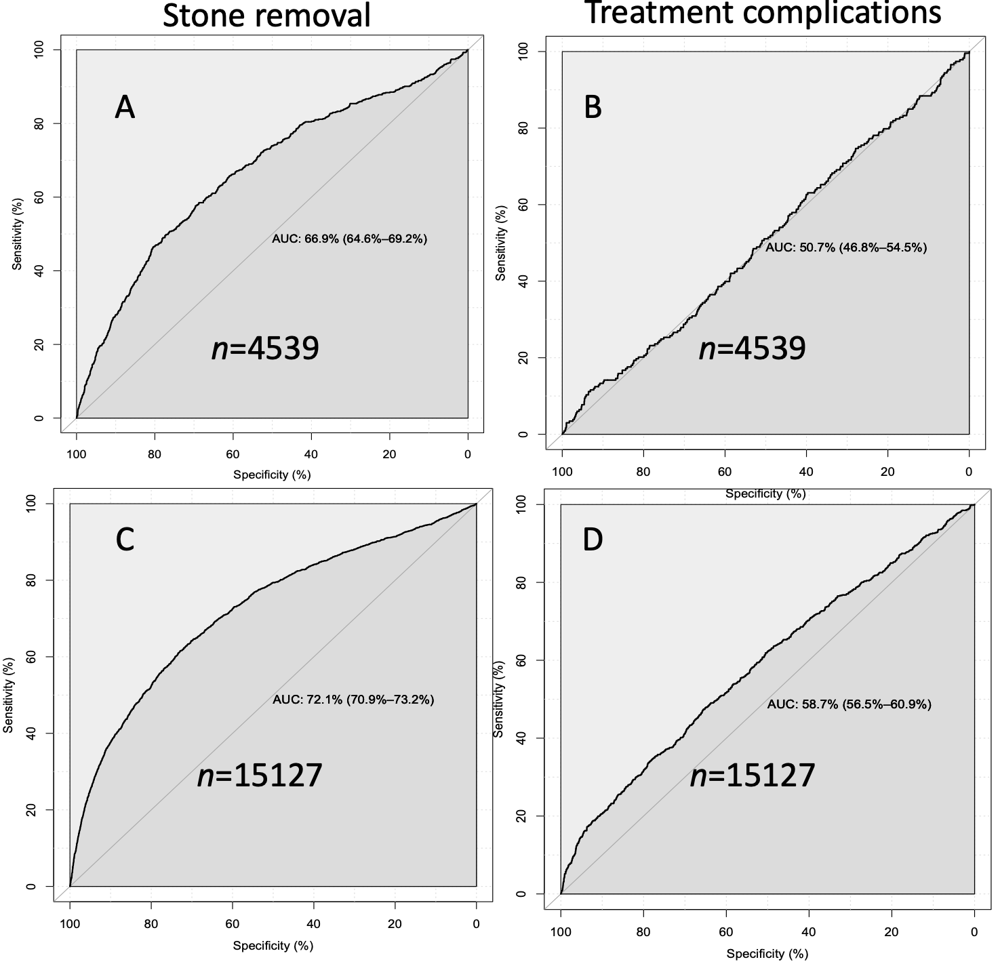 Stone removal
Treatment complications
A
100
80
60
40
20
0
Sensitivity (%)
AUC: 66.9% (64.6%–69.2%)
n=4539
100 80 60 40 20 0
Specificity (%)
B
100
80
60
40
20
0
Sensitivity (%)
AUC: 50.7% (46.8%–54.5%)
n=4539
100 80 60 40 20 0
Specificity (%)
C
100
80
60
40
20
0
Sensitivity (%)
AUC: 72.1% (70.9%–73.2%)
n=15127
100 80 60 40 20 0
Specificity (%)
D
100
80
60
40
20
0
Sensitivity (%)
AUC: 58.7% (56.5%–60.9%)
n=15127
100 80 60 40 20 0
Specificity (%)